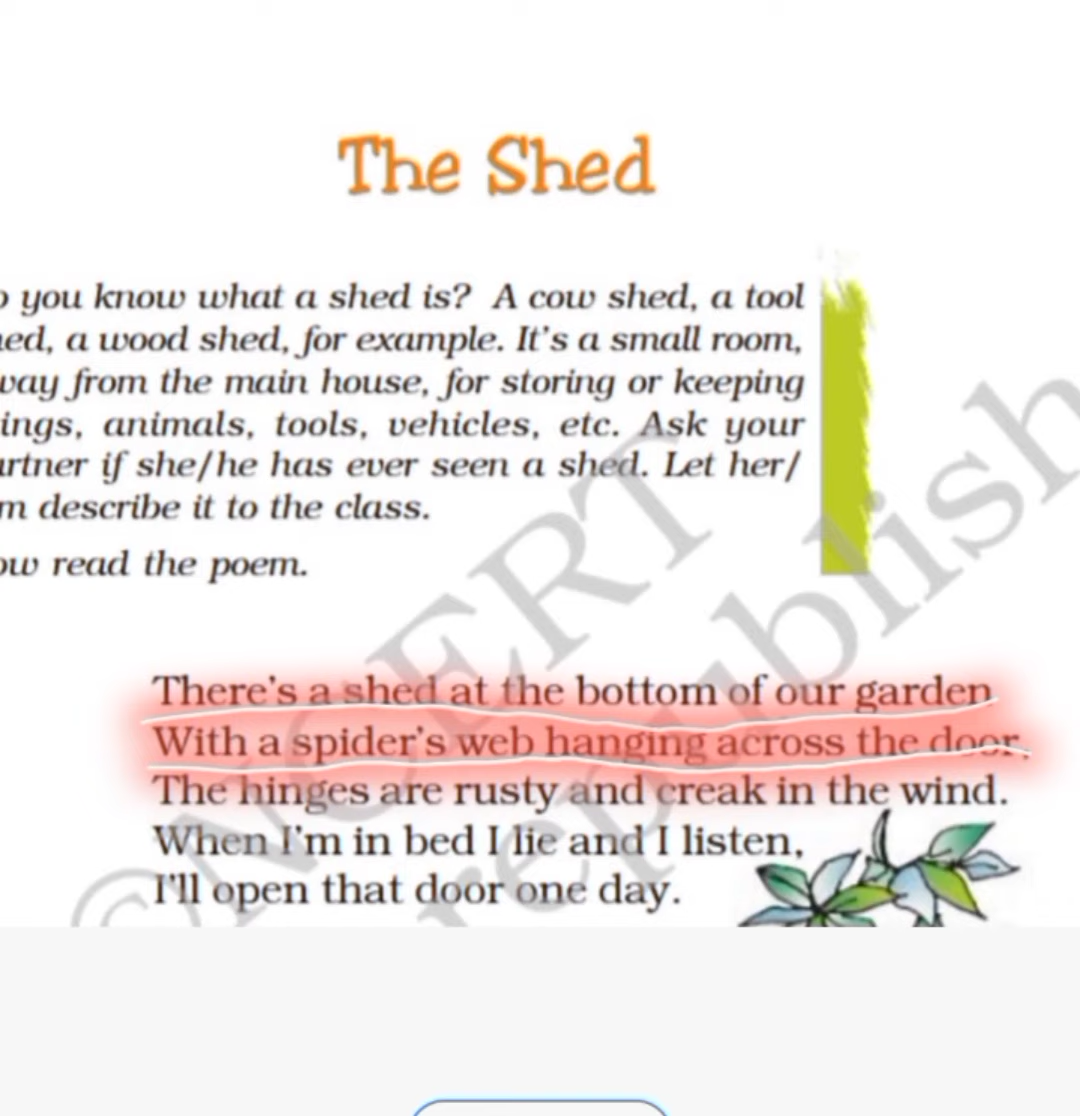 The Shed
you know what a shed is? A cow shed, a tool
a wood shed, for example. It's a small room,
from the main house, for storing or keeping
animals, tools, vehicles, etc. Ask your
if she/he has ever seen a shed. Let her/
describe it to the class.
read the poem.
There's a shed at the bottom of our garden
With a spider's web hanging across the door,
The hinges are rusty and creak in the wind.
When I'm in bed I lie and I listen,
I'll open that door one day.
©NCERT
republish